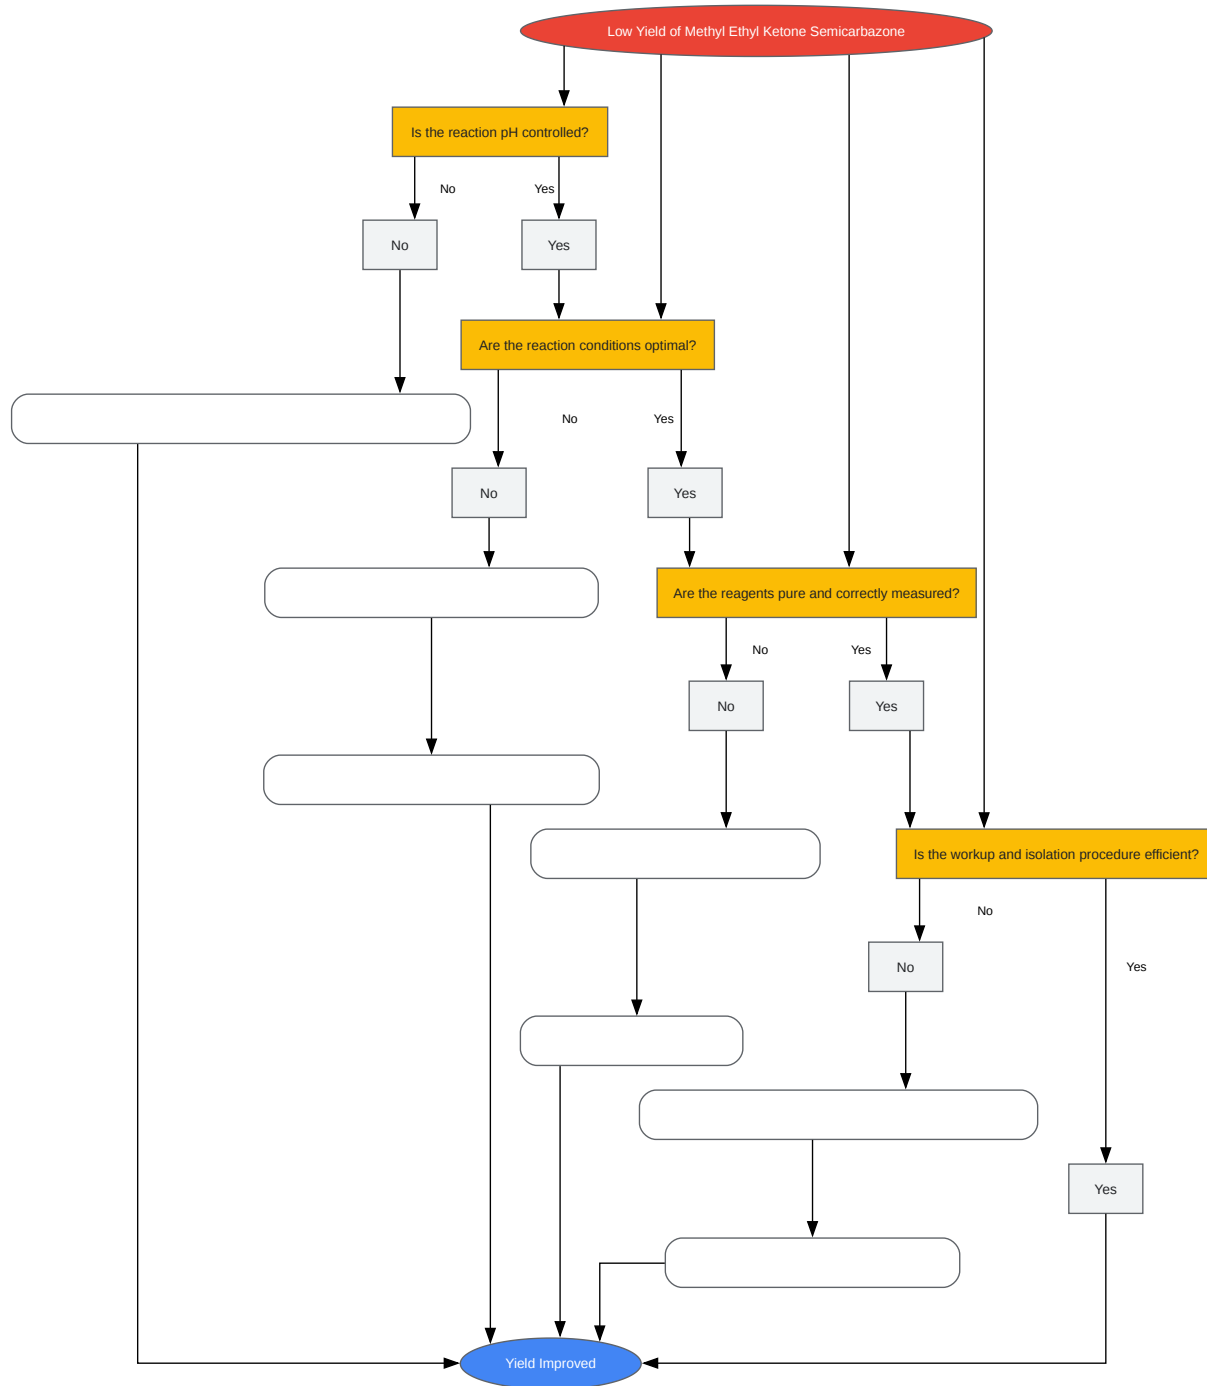 Low Yield of Methyl Ethyl Ketone Semicarbazone
Is the reaction pH controlled?
No
Yes
No
Yes
Are the reaction conditions optimal?
No
Yes
No
Yes
Are the reagents pure and correctly measured?
No
Yes
No
Yes
Is the workup and isolation procedure efficient?
No
No
Yes
Yes
Yield Improved